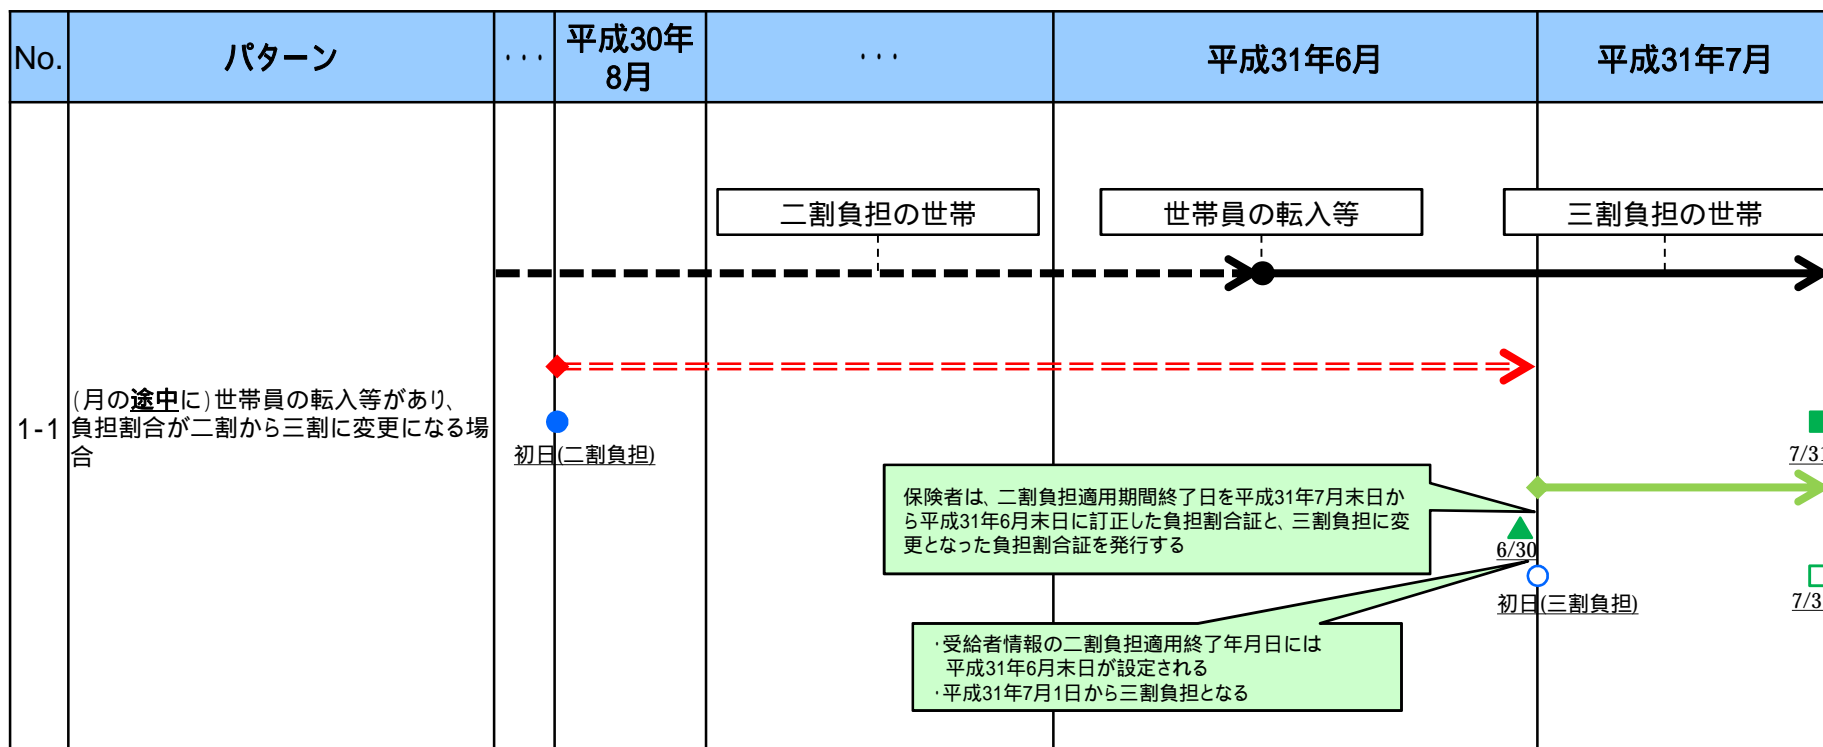 No.
パターン
・・・
平成30年
8月
・・・
平成31年6月
平成31年7月
二割負担の世帯
世帯員の転入等
三割負担の世帯
1-1
(月の途中に)世帯員の転入等があり、
負担割合が二割から三割に変更になる場
合
初日(二割負担)
7/31
保険者は、二割負担適用期間終了日を平成31年7月末日か
ら平成31年6月末日に訂正した負担割合証と、三割負担に変
更となった負担割合証を発行する
6/30
初日(三割負担)
7/3
・受給者情報の二割負担適用終了年月日には
平成31年6月末日が設定される
・平成31年7月1日から三割負担となる